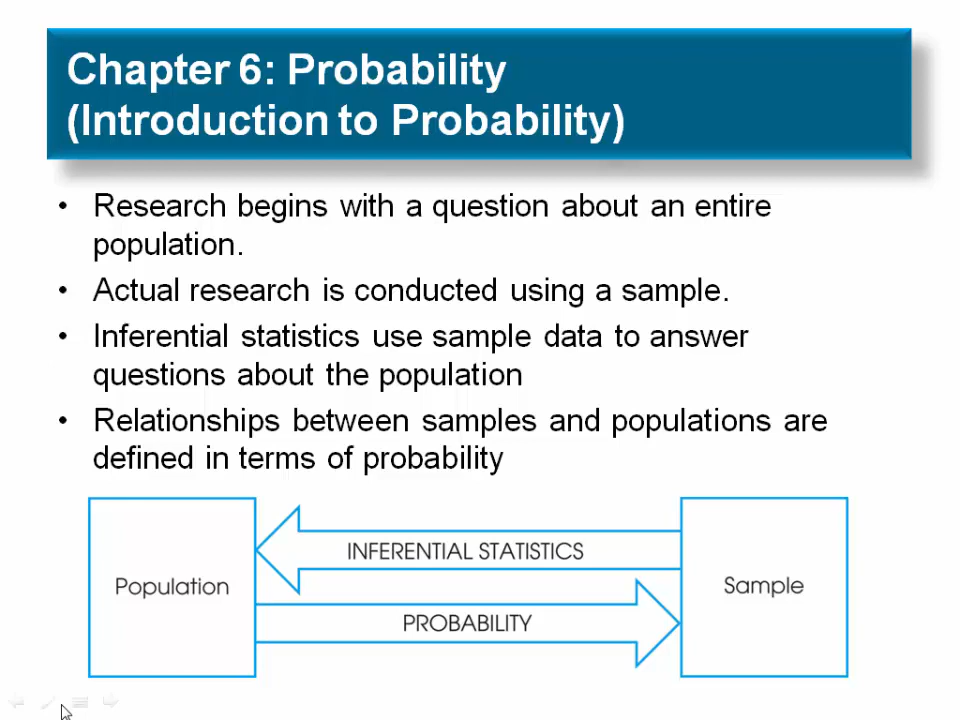 Chapter 6: Probability
(Introduction to Probability)
• Research begins with a question about an entire
population.
• Actual research is conducted using a sample.
• Inferential statistics use sample data to answer
questions about the population
• Relationships between samples and populations are
defined in terms of probability
INFERENTIAL STATISTICS
Population
Sample
PROBABILITY